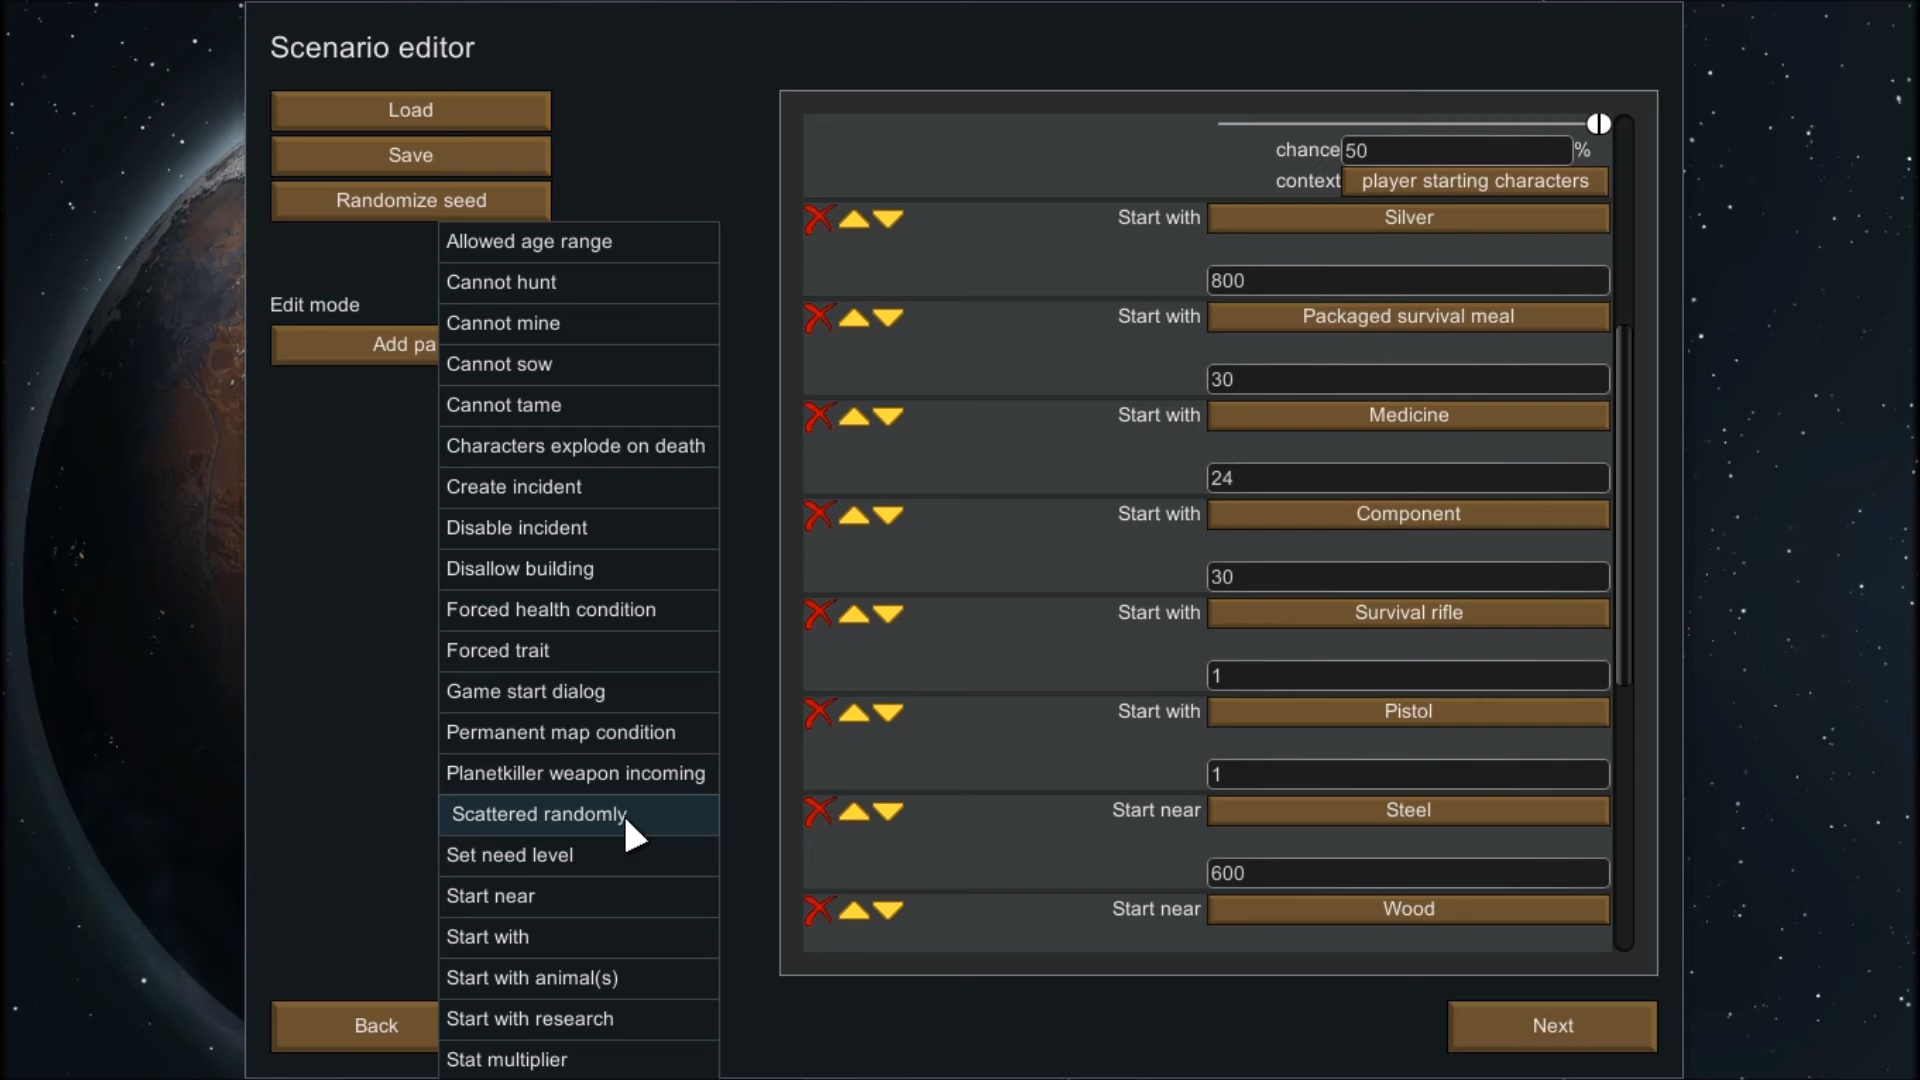 Scenario editor
Load
Save
Randomize seed
Edit mode
Add pa
Allowed age range
Cannot hunt
Cannot mine
Cannot sow
Cannot tame
Characters explode on death
Create incident
Disable incident
Disallow building
Forced health condition
Forced trait
Game start dialog
Permanent map condition
Planetkiller weapon incoming
Scattered randomly
Set need level
Start near
Start with
Start with animal(s)
Start with research
Stat multiplier
Back
chance 50 %
context player starting characters
Start with Silver
800
Start with Packaged survival meal
30
Start with Medicine
24
Start with Component
30
Start with Survival rifle
1
Start with Pistol
1
Start near Steel
600
Start near Wood
Next